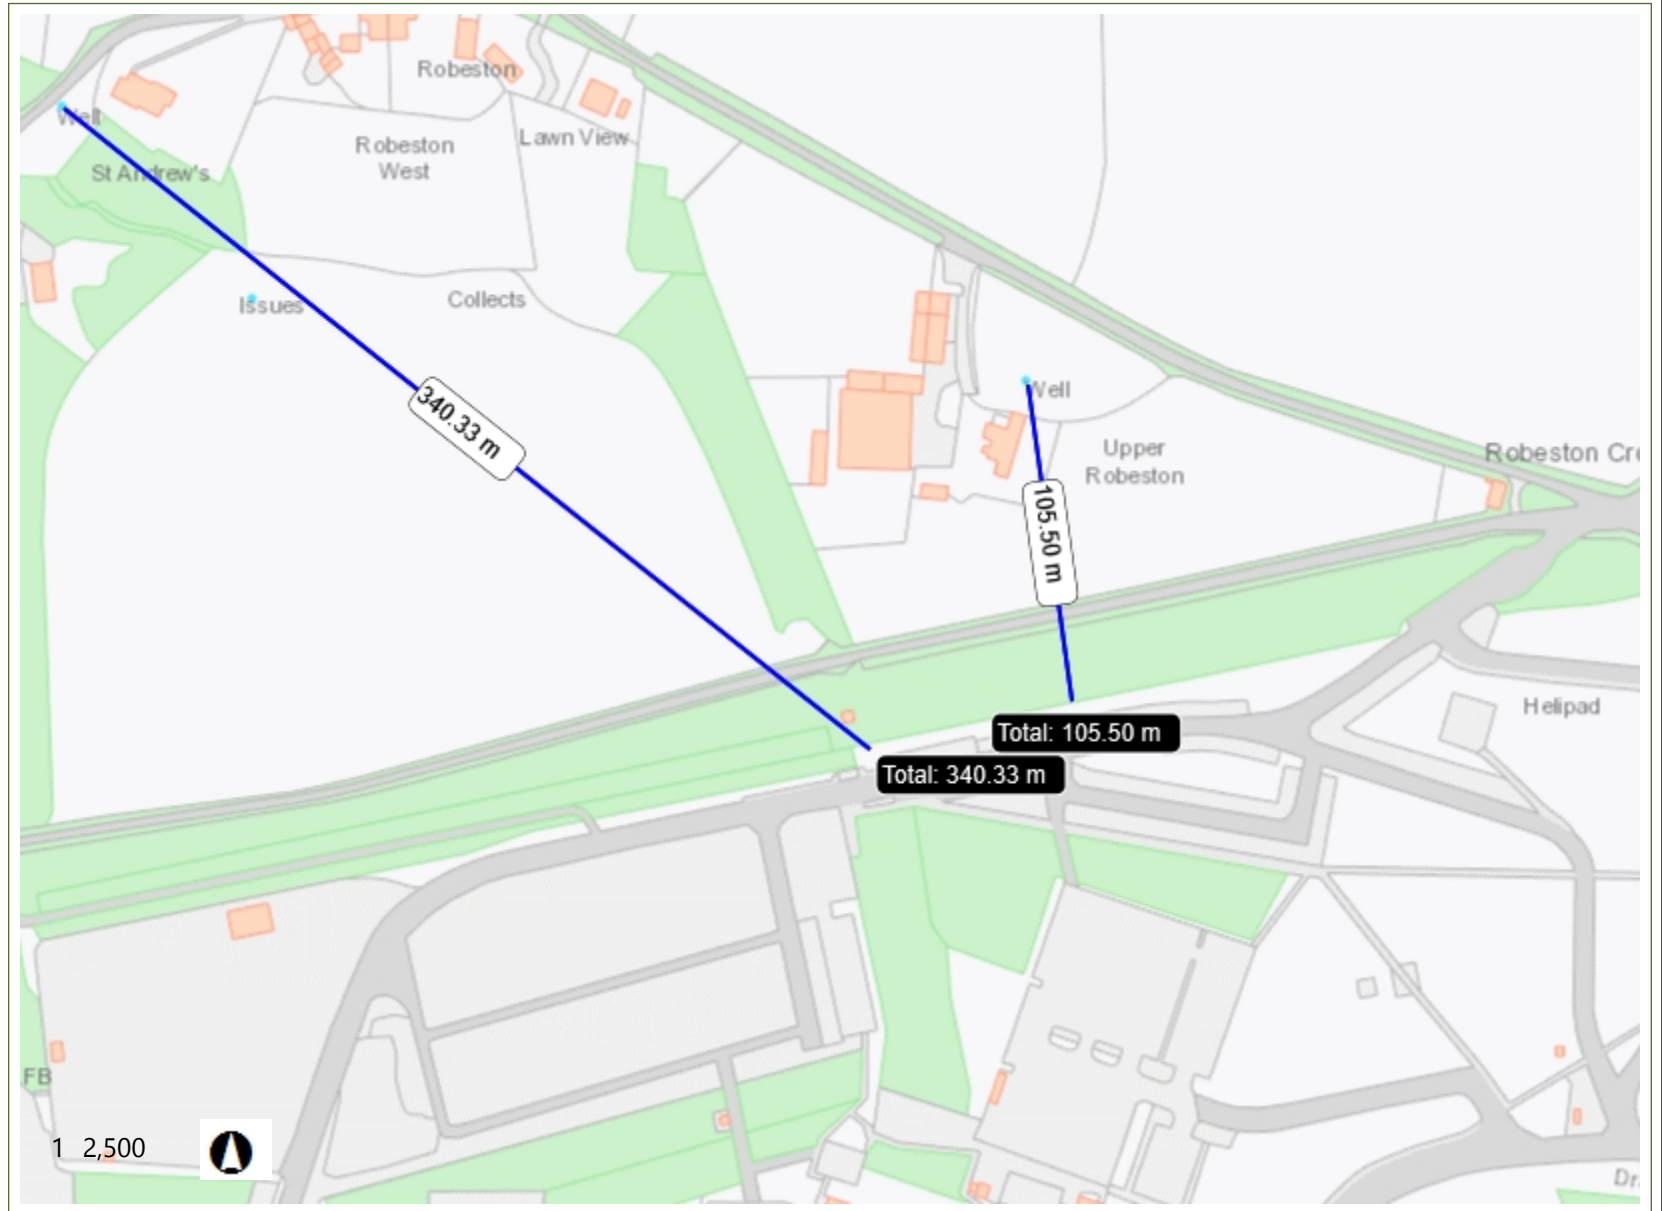 Robeston
Well
Robeston
West
Lawn View
St Andrew's
Issues
Collects
340.33 m
Well
Upper
Robeston
Robeston Cro
105.50 m
Helipad
Total: 105.50 m
Total: 340.33 m
FB
1 2,500
Dr